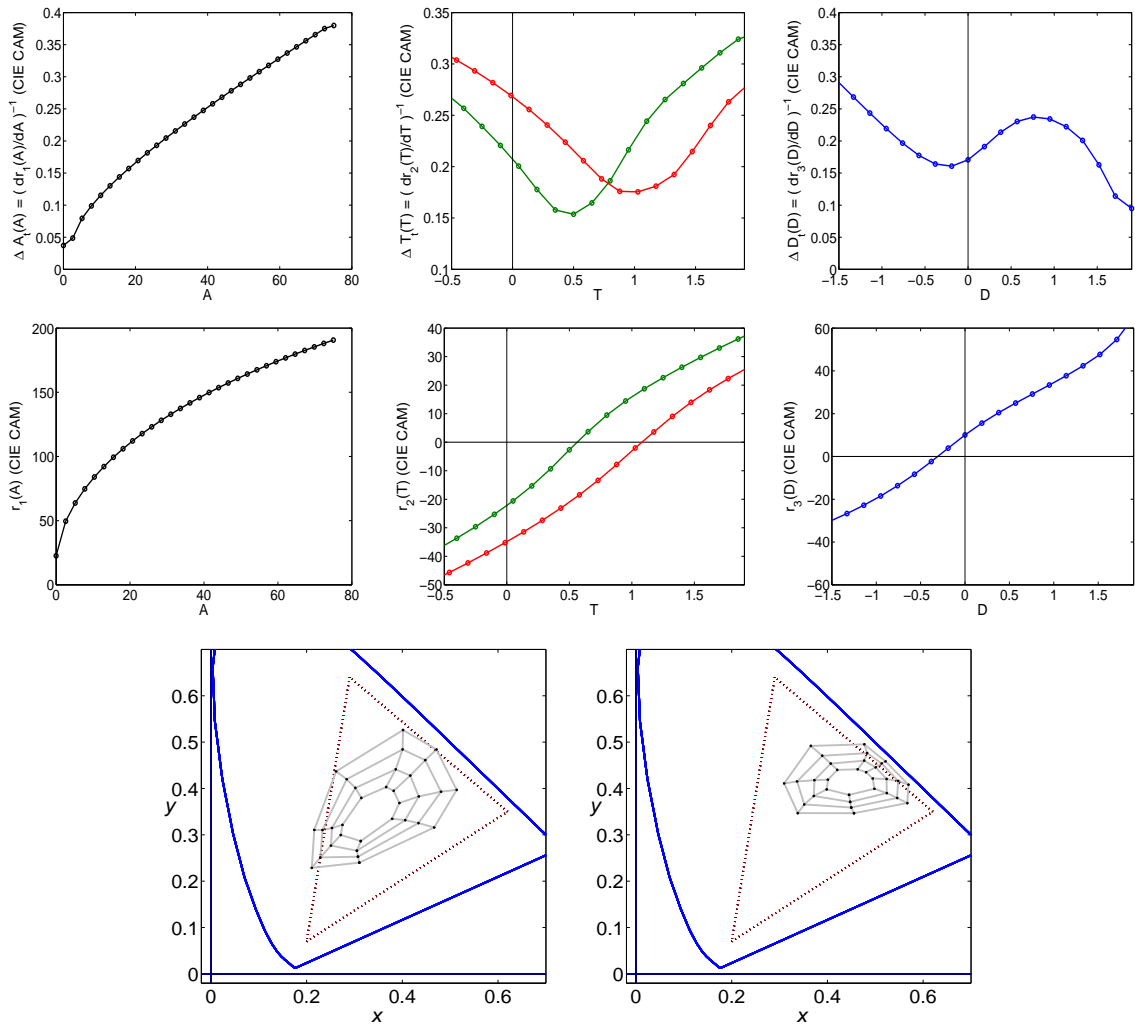 Δ A_t(A) = ( dr_1(A)/dA )^−1 (CIE CAM)
0.4
0.35
0.3
0.25
0.2
0.15
0.1
0.05
0
0 20 40 60 80
A
Δ T_t(T) = ( dr_2(T)/dT )^−1 (CIE CAM)
0.35
0.3
0.25
0.2
0.15
0.1
−0.5 0 0.5 1 1.5
T
Δ D_t(D) = ( dr_3(D)/dD )^−1 (CIE CAM)
0.4
0.35
0.3
0.25
0.2
0.15
0.1
0.05
0
−1.5 −1 −0.5 0 0.5 1 1.5
D
r_1(A) (CIE CAM)
200
150
100
50
0
0 20 40 60 80
A
r_2(T) (CIE CAM)
40
30
20
10
0
−10
−20
−30
−40
−50
−0.5 0 0.5 1 1.5
T
r_3(D) (CIE CAM)
60
40
20
0
−20
−40
−60
−1.5 −1 −0.5 0 0.5 1 1.5
D
y
0.6
0.5
0.4
0.3
0.2
0.1
0
0 0.2 0.4 0.6
x
y
0.6
0.5
0.4
0.3
0.2
0.1
0
0 0.2 0.4 0.6
x